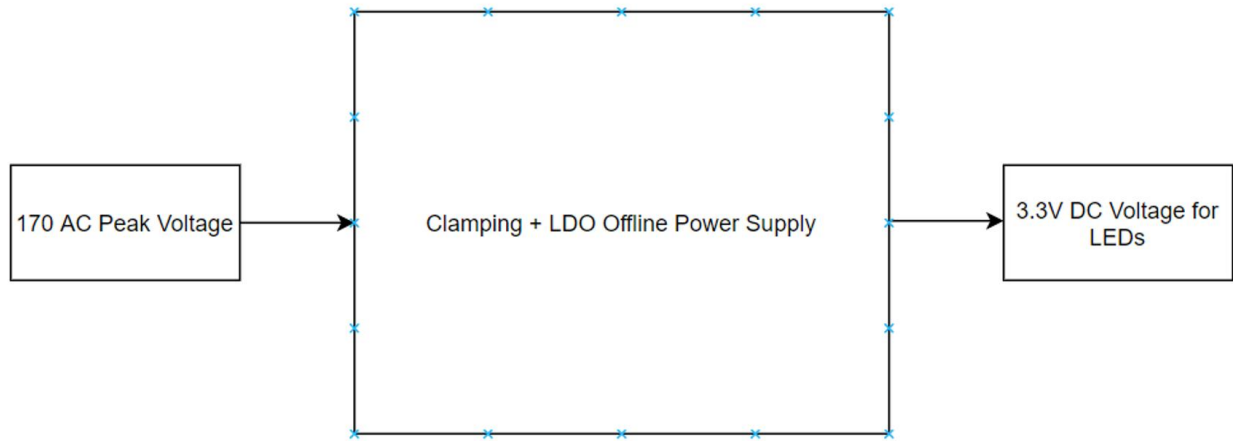 170 AC Peak Voltage
Clamping + LDO Offline Power Supply
3.3V DC Voltage for
LEDs